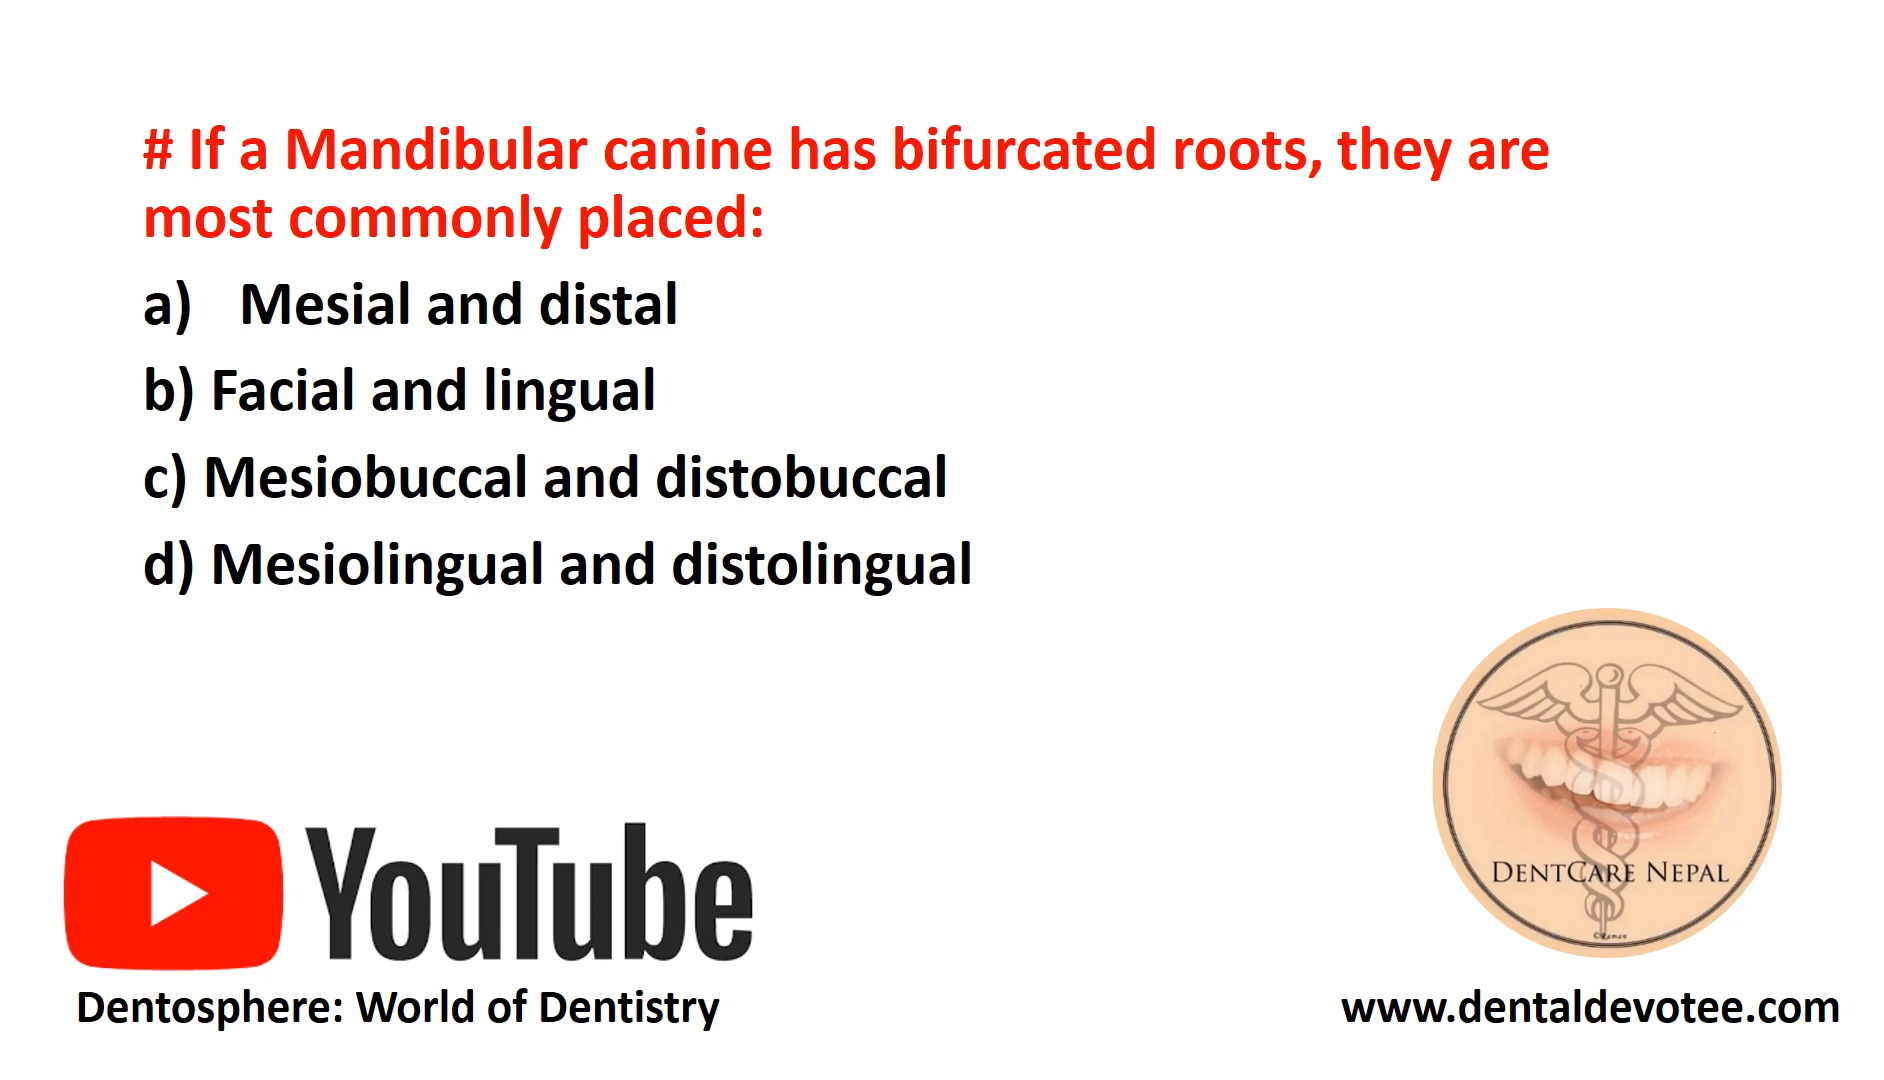 # If a Mandibular canine has bifurcated roots, they are
most commonly placed:
a) Mesial and distal
b) Facial and lingual
c) Mesiobuccal and distobuccal
d) Mesiolingual and distolingual
DENTCARE NEPAL
YouTube
Dentosphere: World of Dentistry
www.dentaldevotee.com